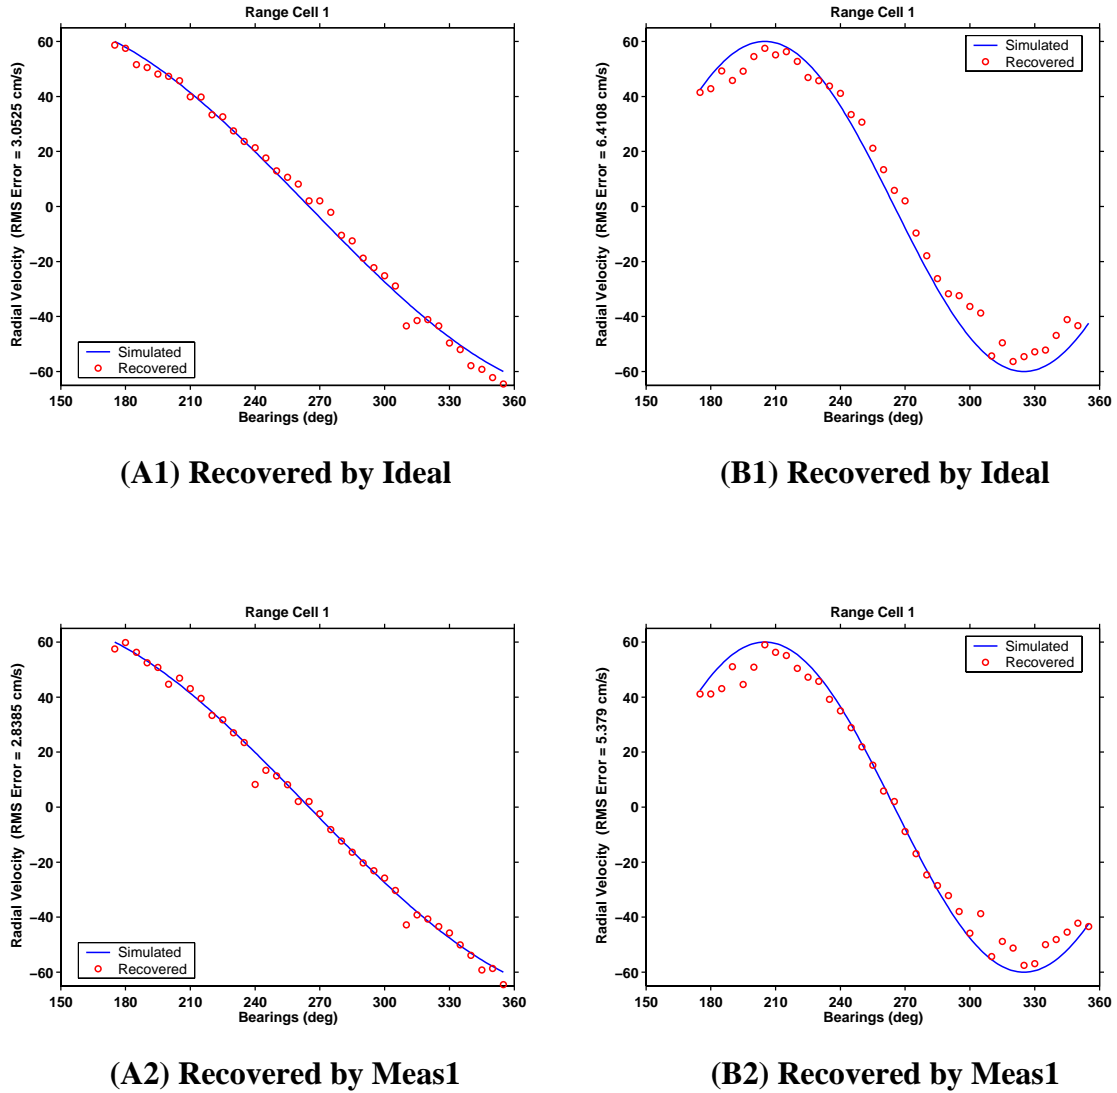 Range Cell 1
60
40
20
0
−20
−40
−60
Radial Velocity (RMS Error = 3.0525 cm/s)
Simulated
Recovered
150 180 210 240 270 300 330 360
Bearings (deg)
(A1) Recovered by Ideal
Range Cell 1
60
40
20
0
−20
−40
−60
Radial Velocity (RMS Error = 6.4108 cm/s)
Simulated
Recovered
150 180 210 240 270 300 330 360
Bearings (deg)
(B1) Recovered by Ideal
Range Cell 1
60
40
20
0
−20
−40
−60
Radial Velocity (RMS Error = 2.8385 cm/s)
Simulated
Recovered
150 180 210 240 270 300 330 360
Bearings (deg)
(A2) Recovered by Meas1
Range Cell 1
60
40
20
0
−20
−40
−60
Radial Velocity (RMS Error = 5.379 cm/s)
Simulated
Recovered
150 180 210 240 270 300 330 360
Bearings (deg)
(B2) Recovered by Meas1